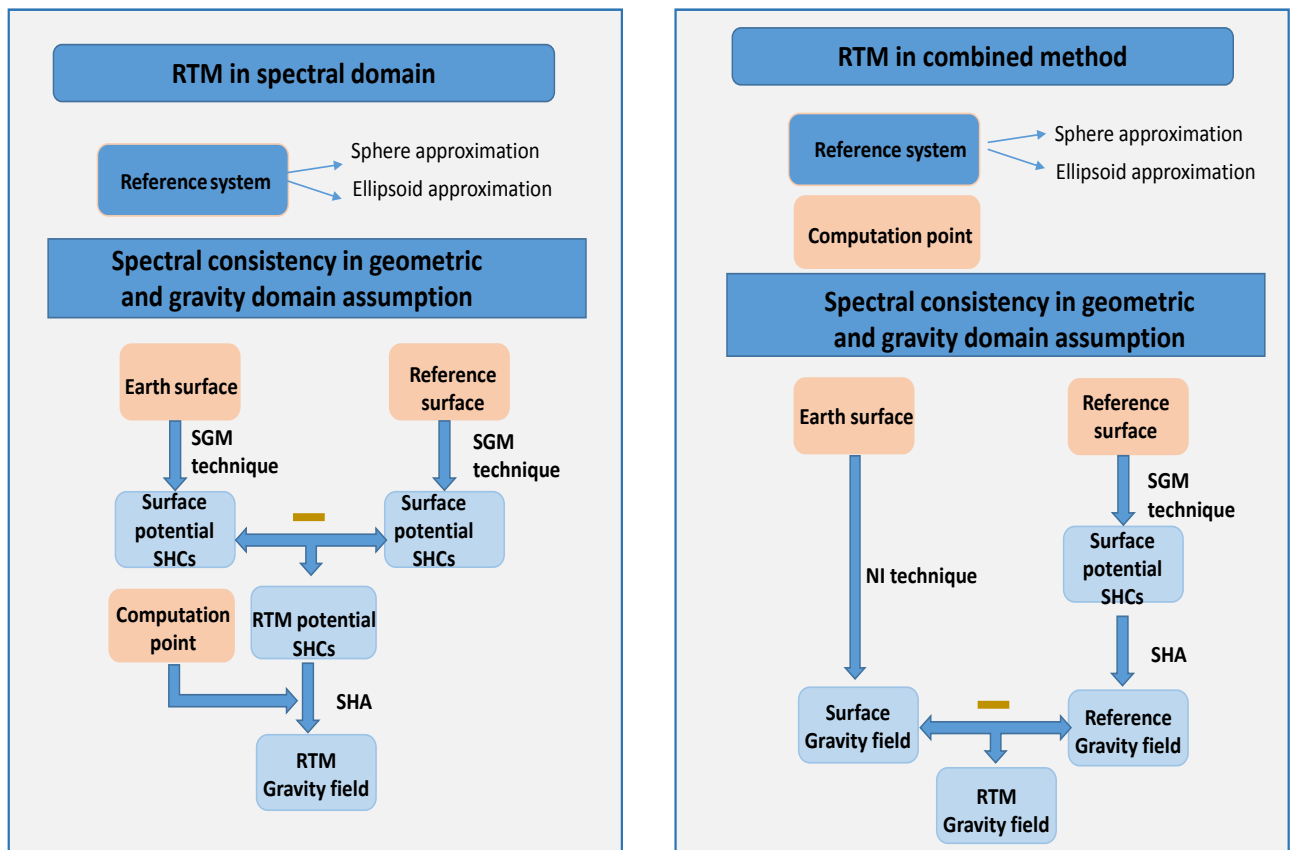 RTM in spectral domain
Reference system
Sphere approximation
Ellipsoid approximation
Spectral consistency in geometric
and gravity domain assumption
Earth surface
Reference
surface
SGM
technique
SGM
technique
Surface
potential
SHCs
Surface
potential
SHCs
Computation
point
RTM potential
SHCs
SHA
RTM
Gravity field
RTM in combined method
Reference system
Sphere approximation
Ellipsoid approximation
Computation point
Spectral consistency in geometric
and gravity domain assumption
Earth surface
Reference
surface
SGM
technique
NI technique
Surface
potential
SHCs
SHA
Surface
Gravity field
Reference
Gravity field
RTM
Gravity field